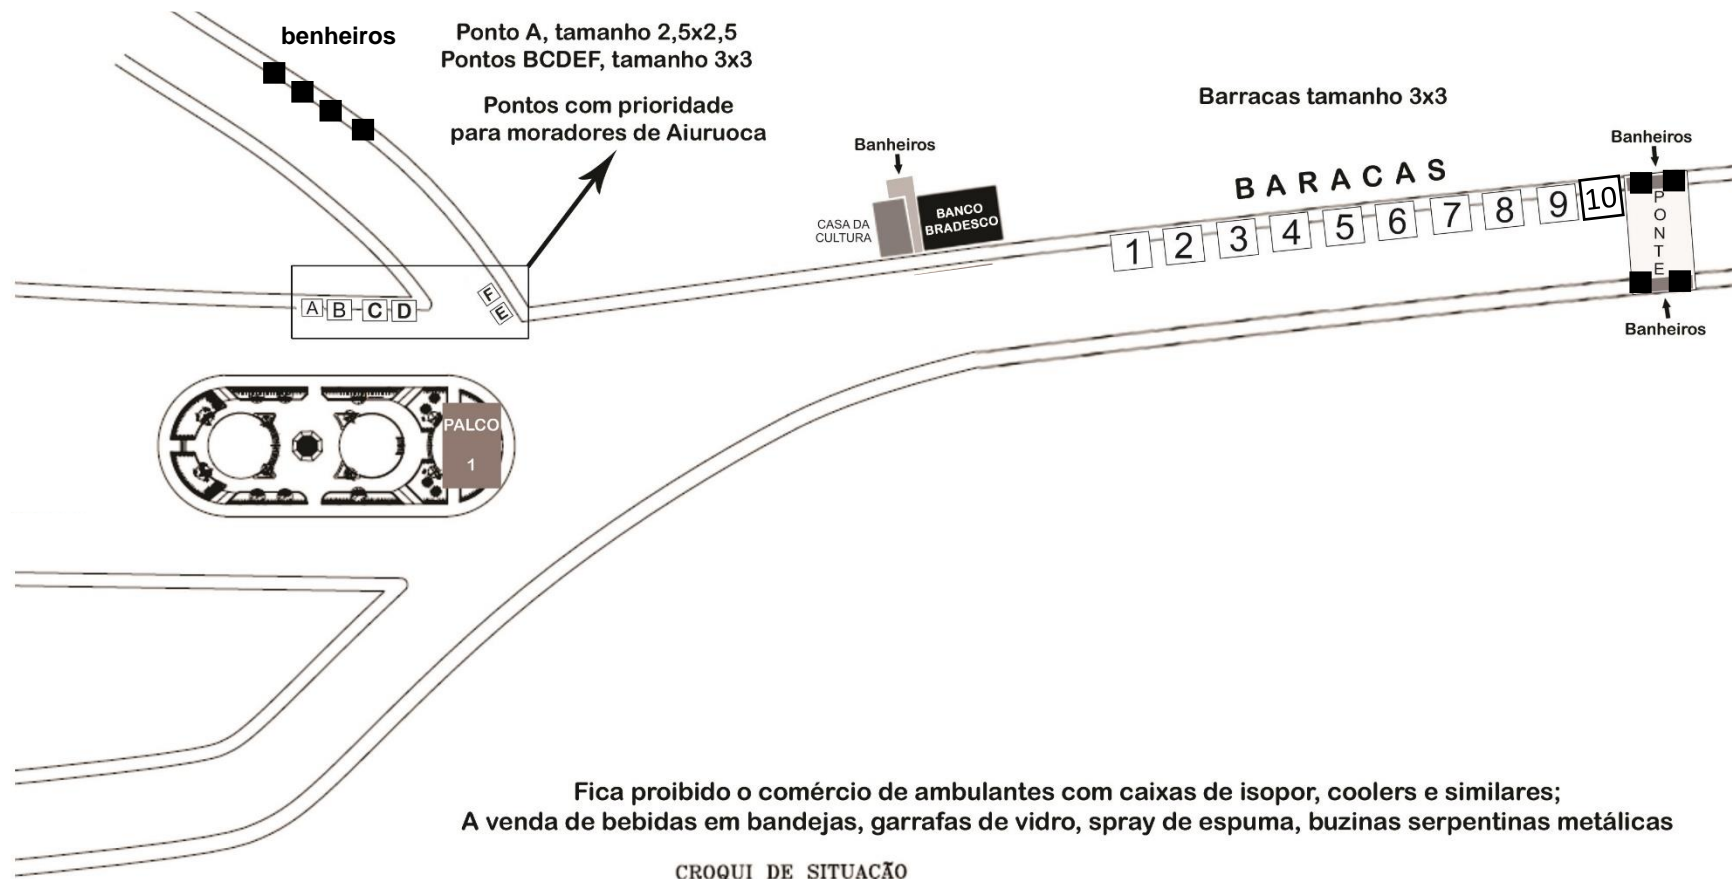 benheiros
Ponto A, tamanho 2,5x2,5
Pontos BCDEF, tamanho 3x3
Pontos com prioridade
para moradores de Aiuruoca
Barracas tamanho 3x3
Banheiros
Banheiros
BARACAS
CASA DA
CULTURA
BANCO
BRADESCO
1 2 3 4 5 6 7 8 9 10
PONTE
Banheiros
A B C D
F
E
PALCO
1
Fica proibido o comércio de ambulantes com caixas de isopor, coolers e similares;
A venda de bebidas em bandejas, garrafas de vidro, spray de espuma, buzinas serpentinas metálicas
CROQUI DE SITUAÇÃO